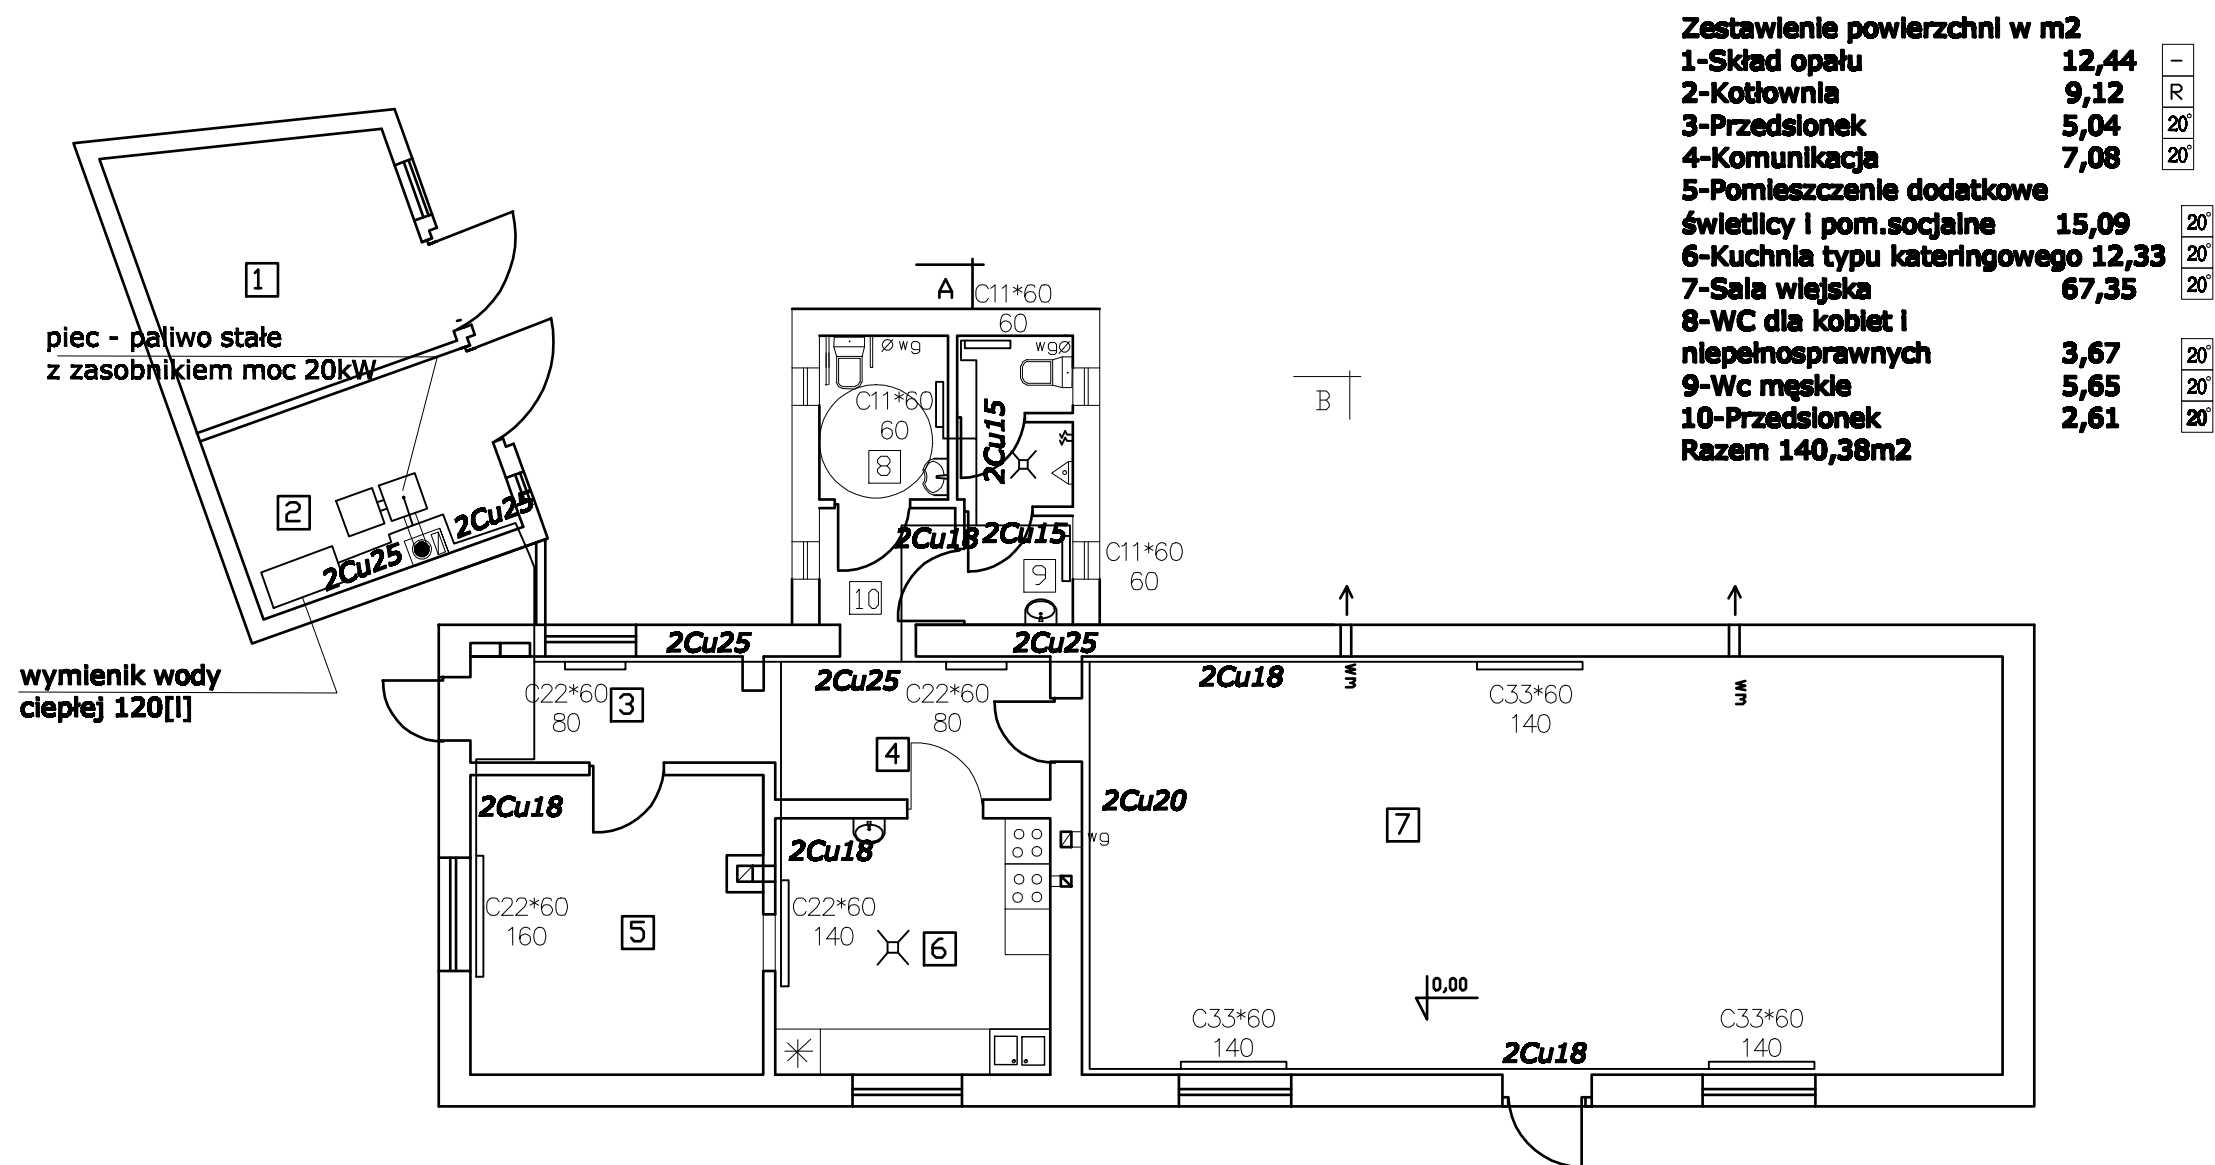 Zestawienie powierzchni w m2
1-Skład opału 12,44 -
2-Kotłownia 9,12 R
3-Przedsionek 5,04 20°
4-Komunikacja 7,08 20°
5-Pomieszczenie dodatkowe
świetlicy i pom.socjalne 15,09 20°
6-Kuchnia typu kateringowego 12,33 20°
7-Sala wiejska 67,35 20°
8-WC dla kobiet i
niepełnosprawnych 3,67 20°
9-Wc męskie 5,65 20°
10-Przedsionek 2,61 20°
Razem 140,38m2
1
piec - paliwo stałe
z zasobnikiem moc 20kW
2
2Cu25
2Cu25
wymienik wody
ciepłej 120[l]
A
C11*60
60
B
ø wg
wgø
C11*60
60
8
2Cu15
2Cu18
2Cu15
C11*60
60
9
10
2Cu25
2Cu25
2Cu25
2Cu18
wm
wm
C22*60
80
3
C22*60
80
C33*60
140
4
2Cu18
2Cu20
7
2Cu18
wg
C22*60
160
5
C22*60
140
6
0,00
C33*60
140
C33*60
140
2Cu18